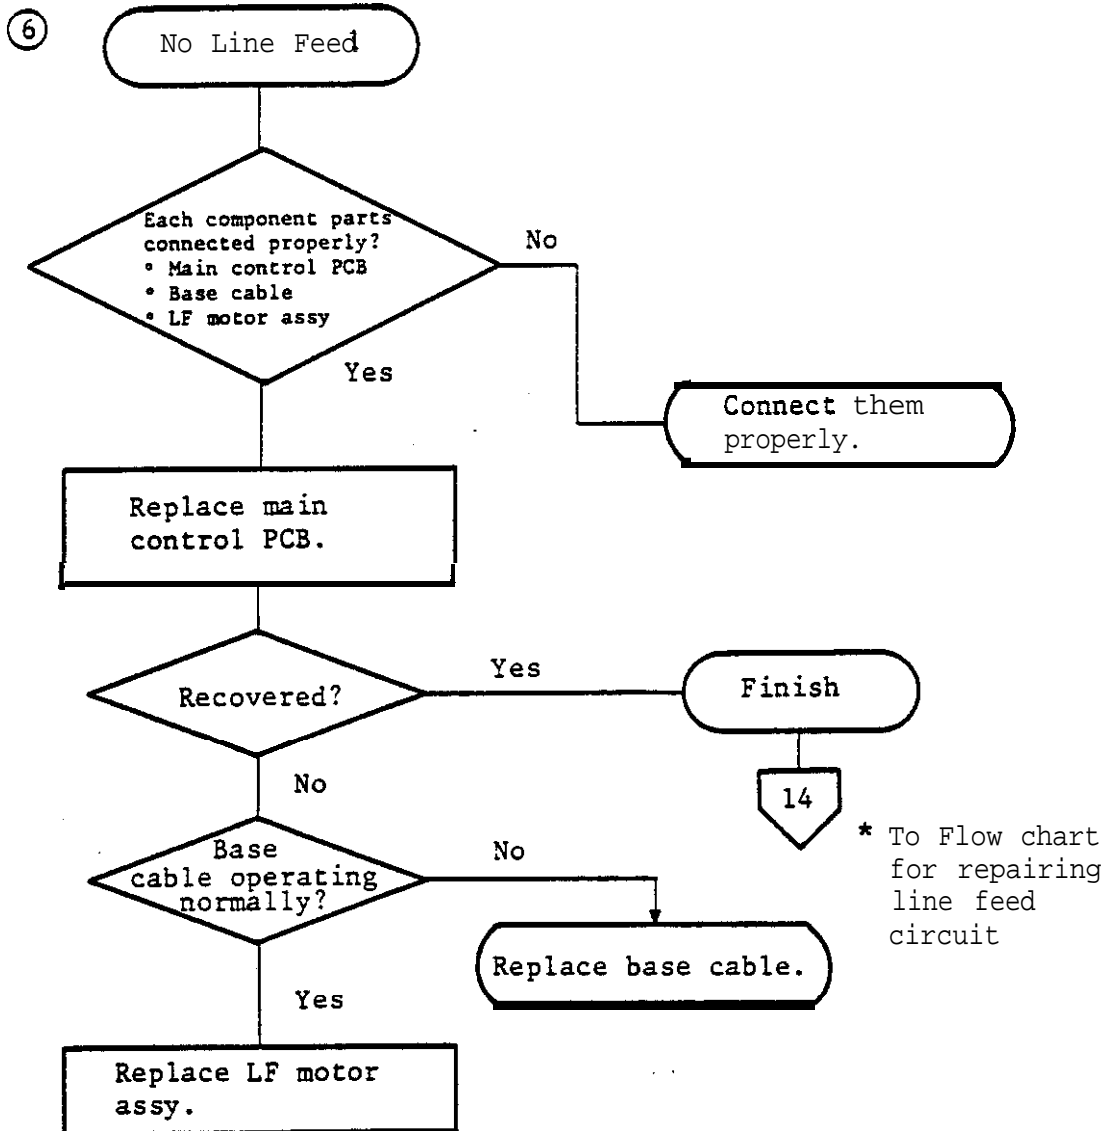 6
No Line Feed
Each component parts
connected properly?
° Main control PCB
° Base cable
° LF motor assy
No
Yes
Connect them
properly.
Replace main
control PCB.
Recovered?
Yes
Finish
No
14
* To Flow chart
for repairing
line feed
circuit
Base
cable operating
normally?
No
Replace base cable.
Yes
Replace LF motor
assy.